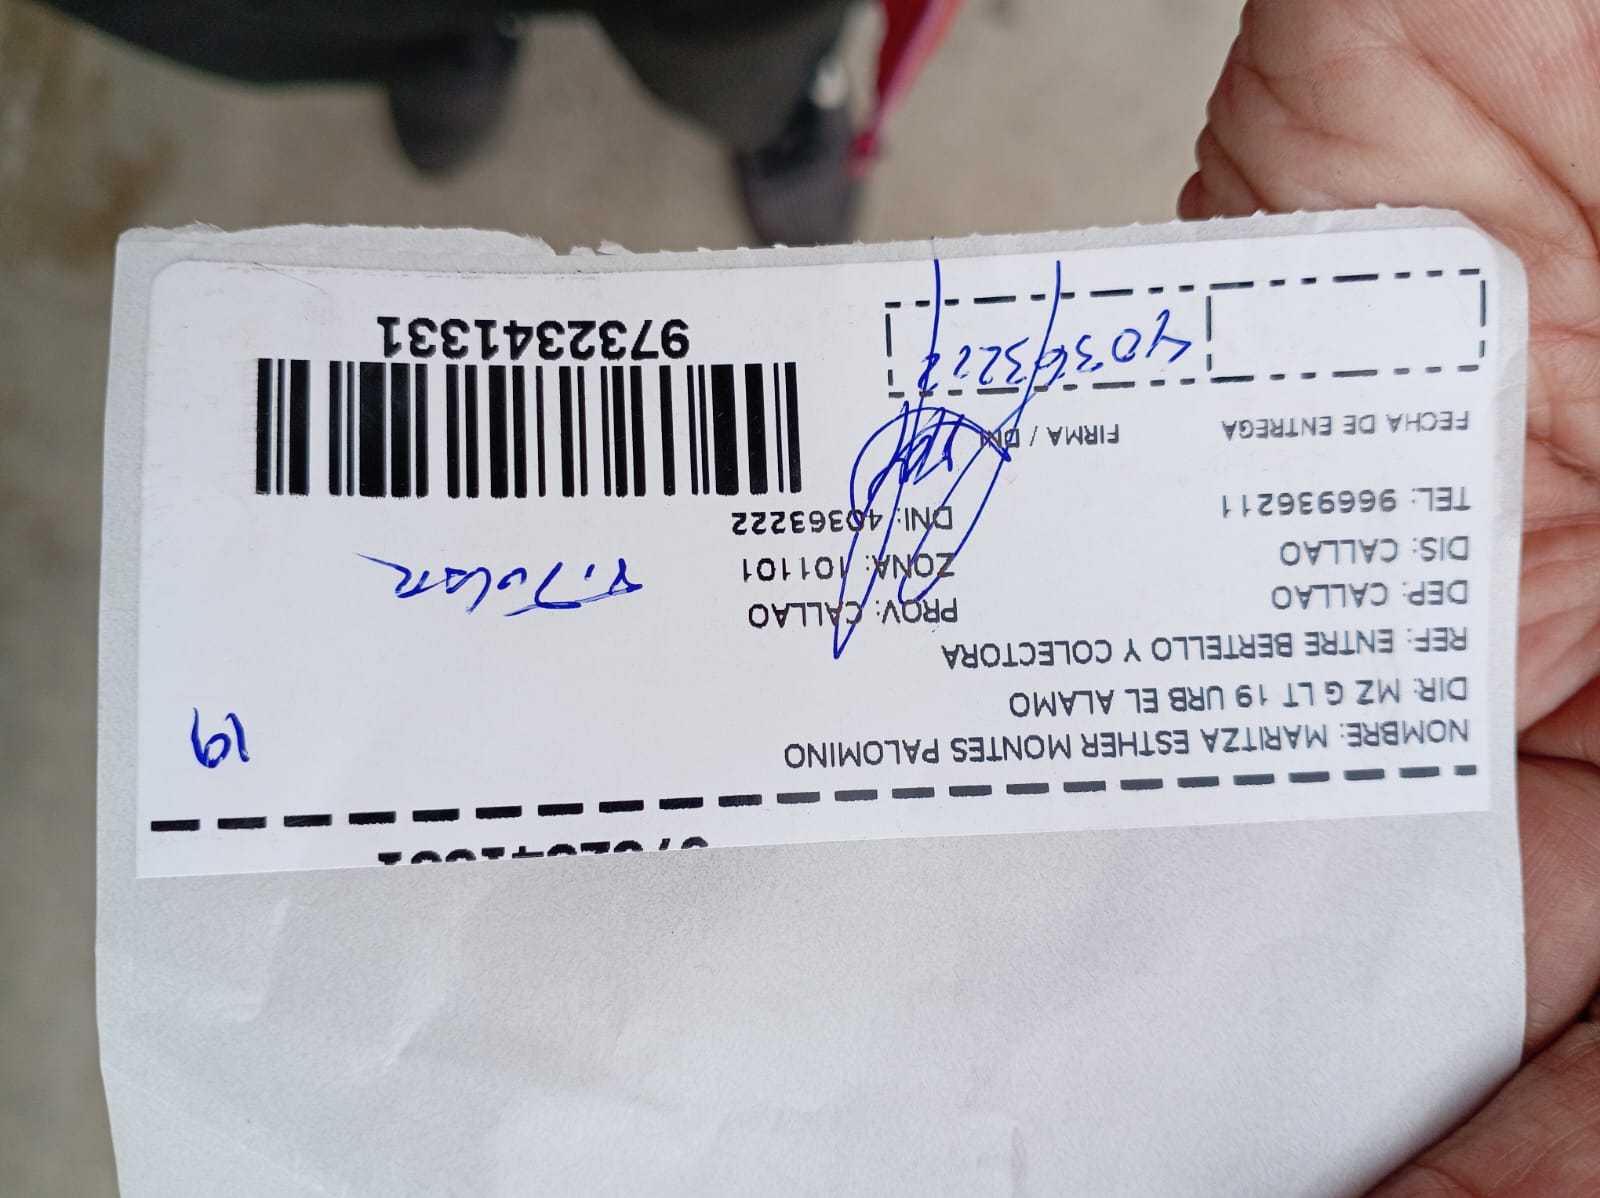 NOMBRE: MARITZA ESTHER MONTES PALOMINO
DIR: MZ G LT 19 URB EL ALAMO
REF: ENTRE BERTELLO Y COLECTORA
DEP: CALLAO PROV: CALLAO
DIS: CALLAO ZONA: 101101
TEL: 966936211 DNI: 40363222
FECHA DE ENTREGA FIRMA / DNI
40363222
9732341331
19